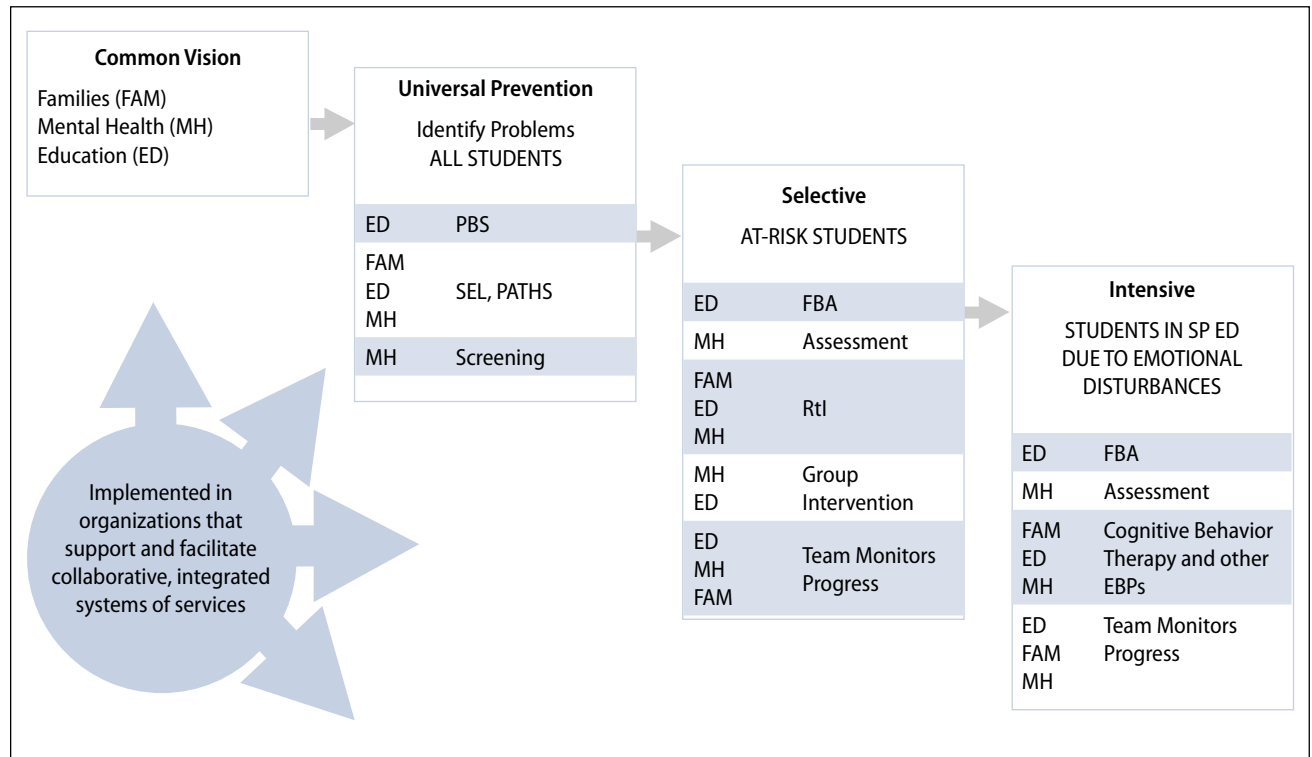 Common Vision
Families (FAM)
Mental Health (MH)
Education (ED)
Universal Prevention
Identify Problems
ALL STUDENTS
ED PBS
FAM
ED SEL, PATHS
MH
MH Screening
Selective
AT-RISK STUDENTS
ED FBA
MH Assessment
FAM
ED RtI
MH
MH Group
ED Intervention
ED
MH Team Monitors
FAM Progress
Intensive
STUDENTS IN SP ED
DUE TO EMOTIONAL
DISTURBANCES
ED FBA
MH Assessment
FAM Cognitive Behavior
ED Therapy and other
MH EBPs
ED Team Monitors
FAM Progress
MH
Implemented in
organizations that
support and facilitate
collaborative, integrated
systems of services